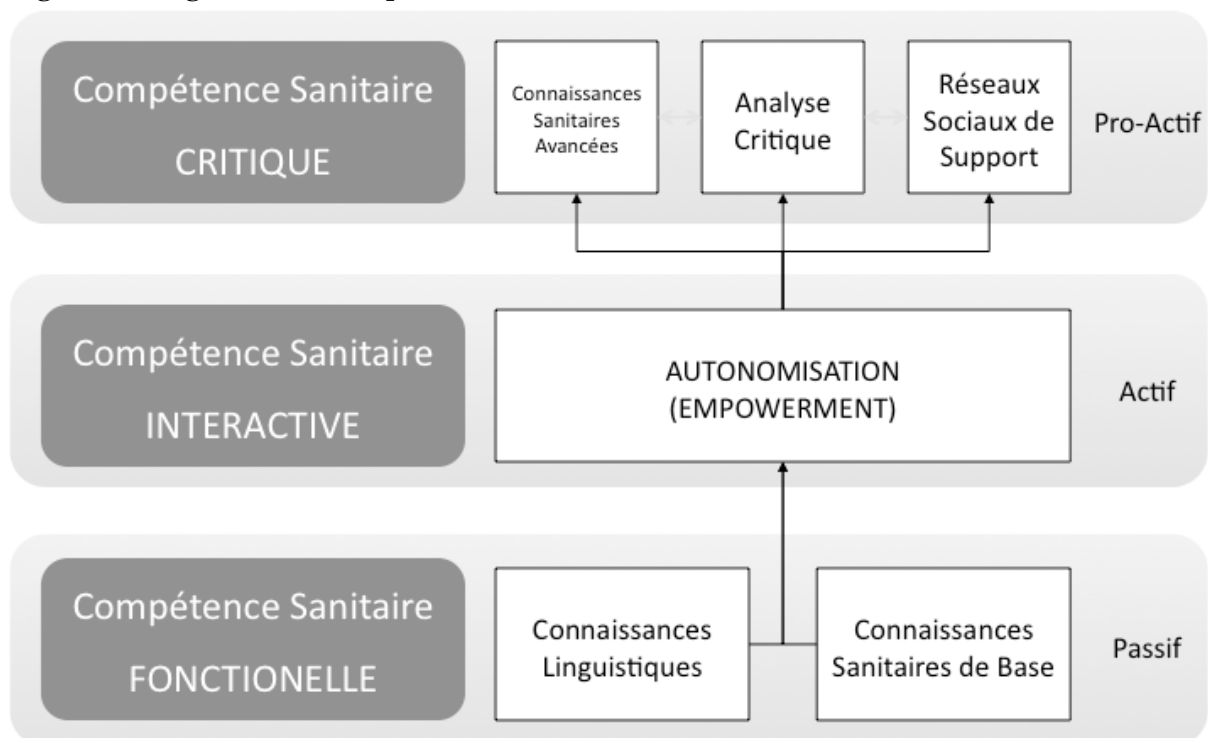 Compétence Sanitaire
CRITIQUE
Connaissances
Sanitaires
Avancées
Analyse
Critique
Réseaux
Sociaux de
Support
Pro-Actif
Compétence Sanitaire
INTERACTIVE
AUTONOMISATION
(EMPOWERMENT)
Actif
Compétence Sanitaire
FONCTIONELLE
Connaissances
Linguistiques
Connaissances
Sanitaires de Base
Passif